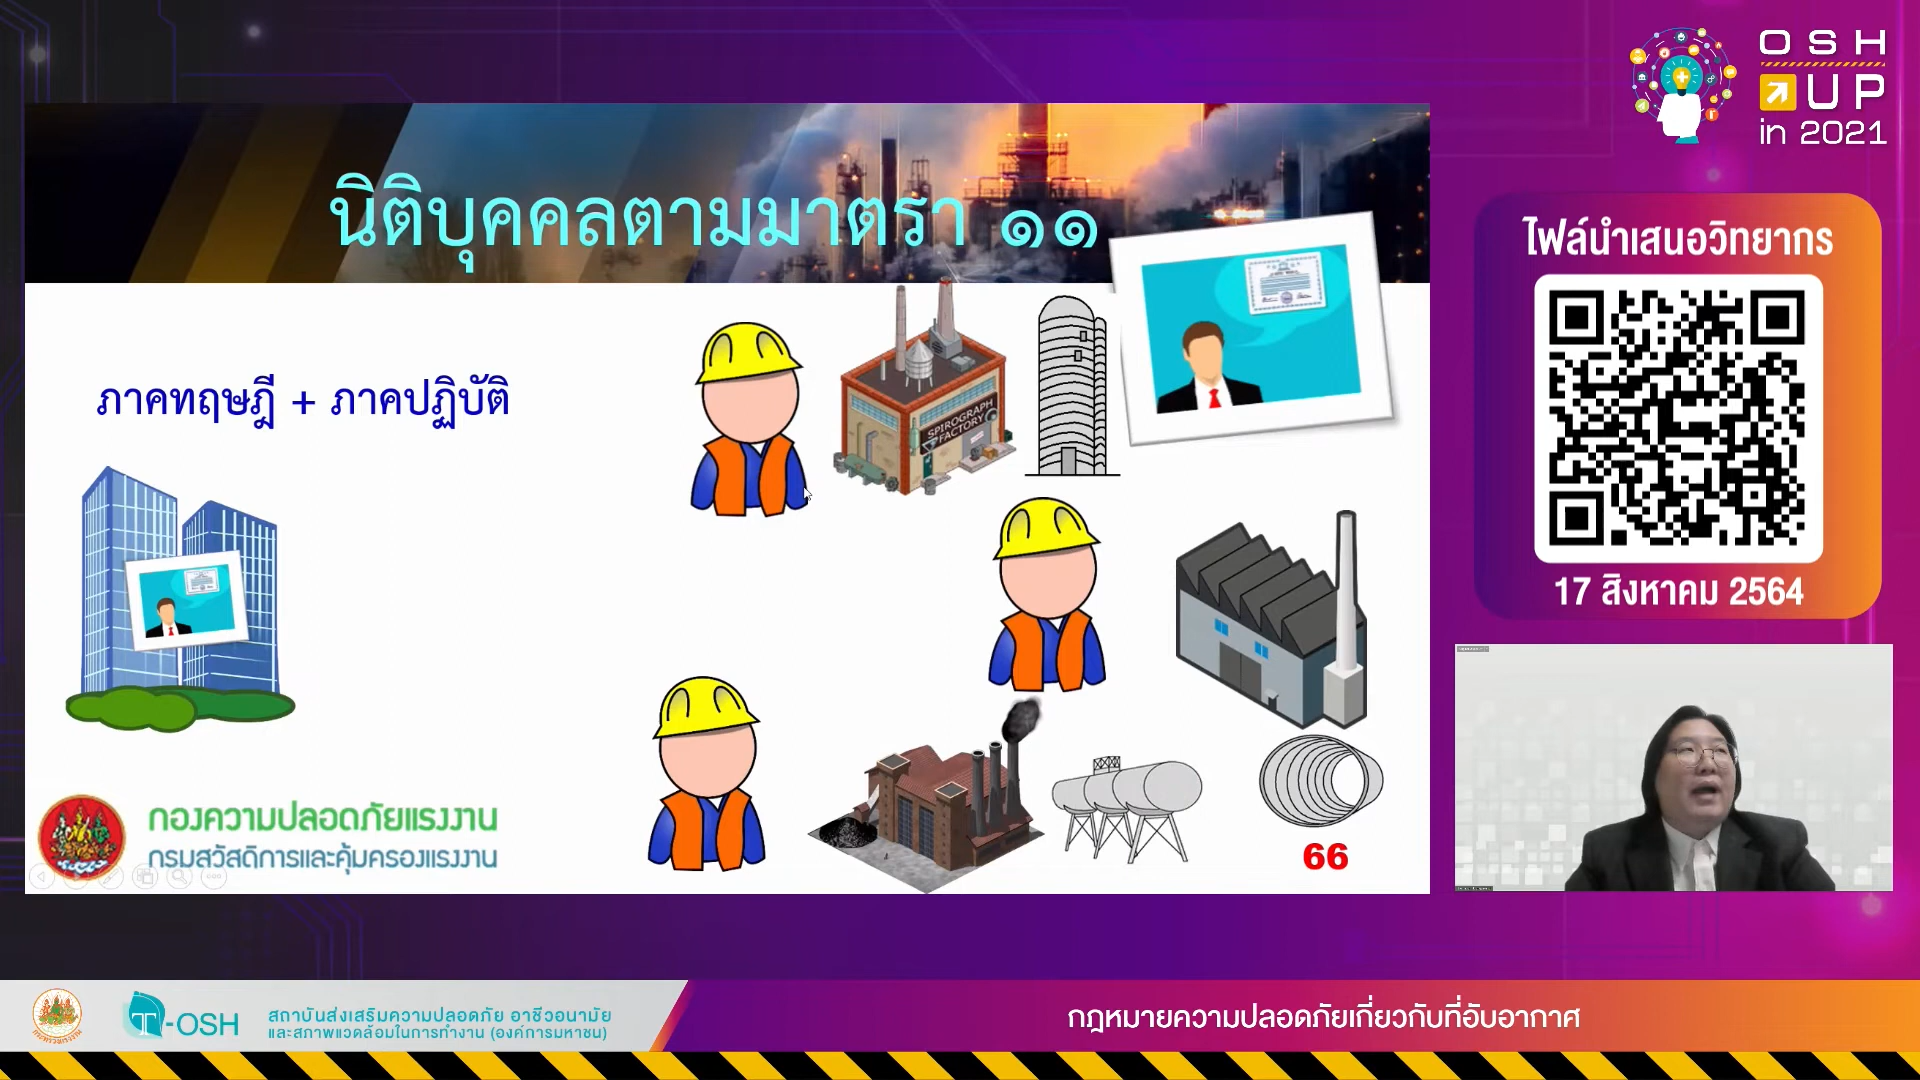 OSH
UP
in 2021
นิติบุคคลตามมาตรา ๑๑
ภาคทฤษฎี + ภาคปฏิบัติ
SPIROGRAPH
FACTORY
กองความปลอดภัยแรงงาน
กรมสวัสดิการและคุ้มครองแรงงาน
66
ไฟล์นำเสนอวิทยากร
17 สิงหาคม 2564
T-OSH
สถาบันส่งเสริมความปลอดภัย อาชีวอนามัย
และสภาพแวดล้อมในการทำงาน (องค์การมหาชน)
กฎหมายความปลอดภัยเกี่ยวกับที่อับอากาศ